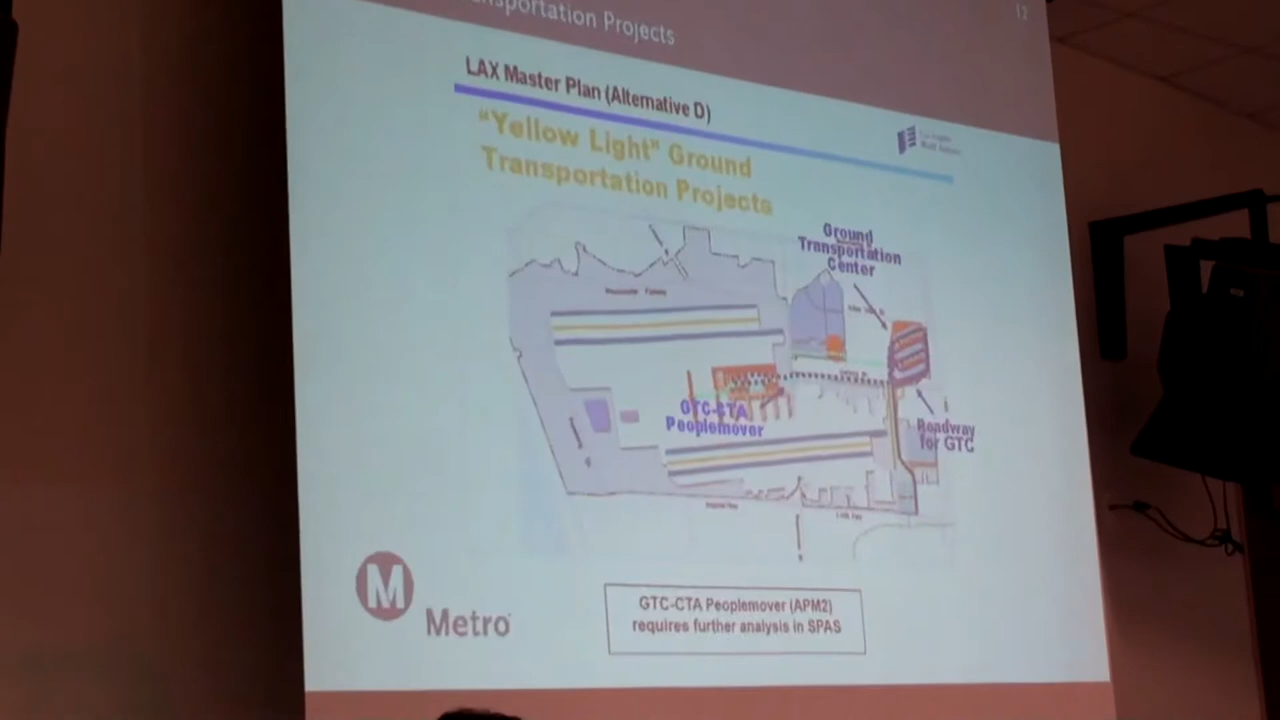 Transportation Projects
12
LAX Master Plan (Alternative D)
"Yellow Light" Ground
Transportation Projects
Ground
Transportation
Center
GTC-CTA
Peoplemover
Roadway
for GTC
GTC-CTA Peoplemover (APM2)
requires further analysis in SPAS
M
Metro